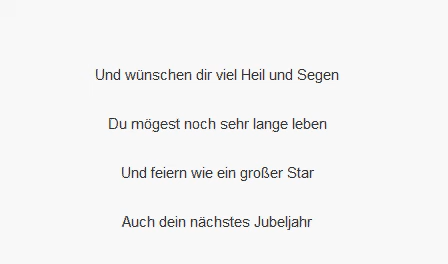 Und wünschen dir viel Heil und Segen
Du mögest noch sehr lange leben
Und feiern wie ein großer Star
Auch dein nächstes Jubeljahr